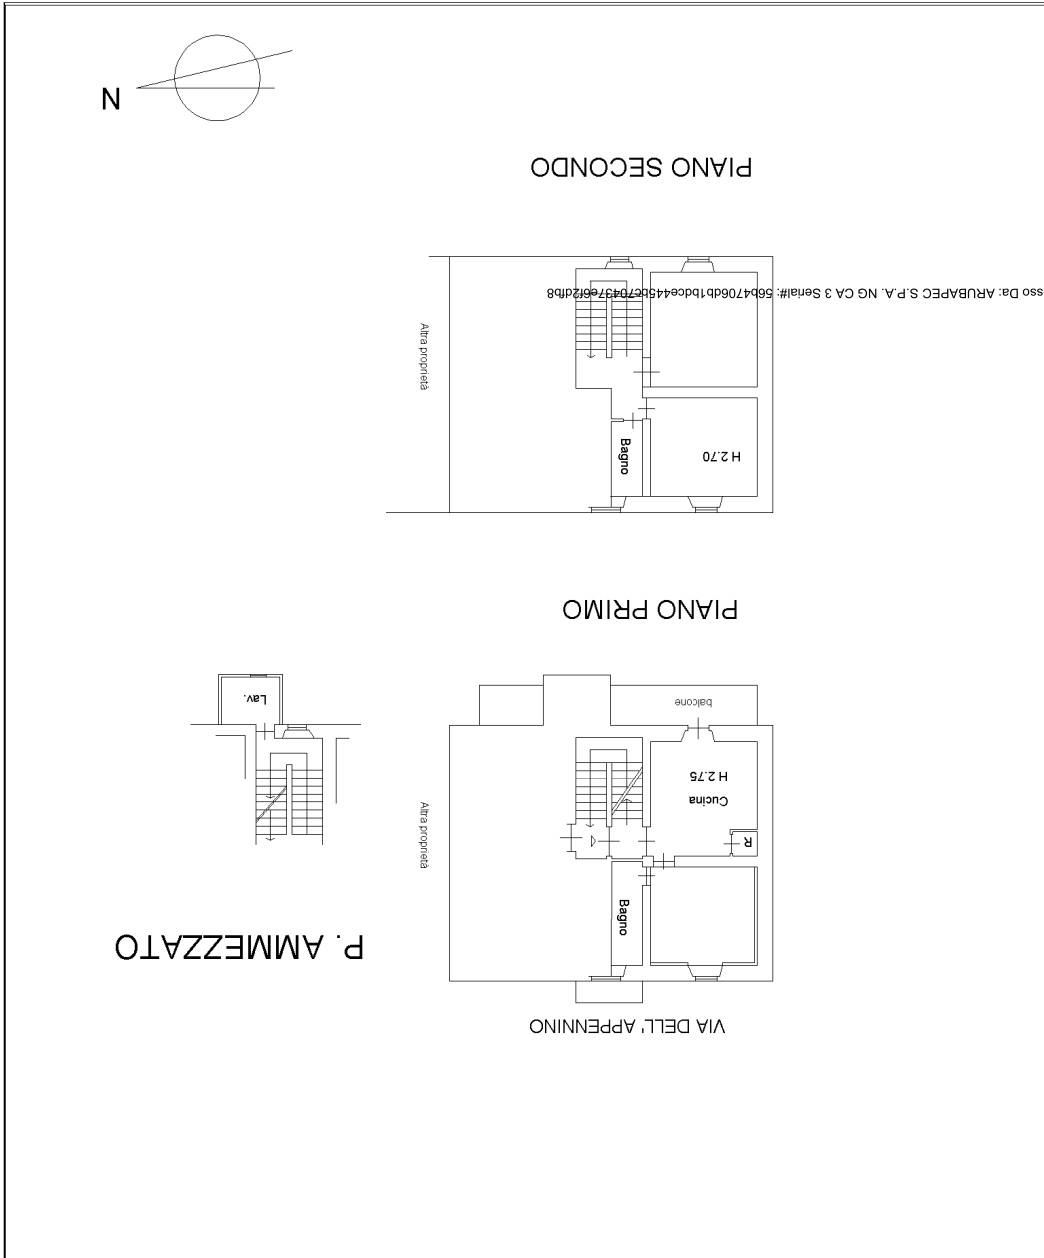 N
PIANO SECONDO
sso Da: ARUBAPEC S.P.A. NG CA 3 Serial#: 56b4706db1bdce445bc70437e6f2dfb8
Altra proprietà
Bagno
H 2.70
PIANO PRIMO
Lav.
balcone
H 2.75
Cucina
Altra proprietà
R
Bagno
P. AMMEZZATO
VIA DELL' APPENNINO